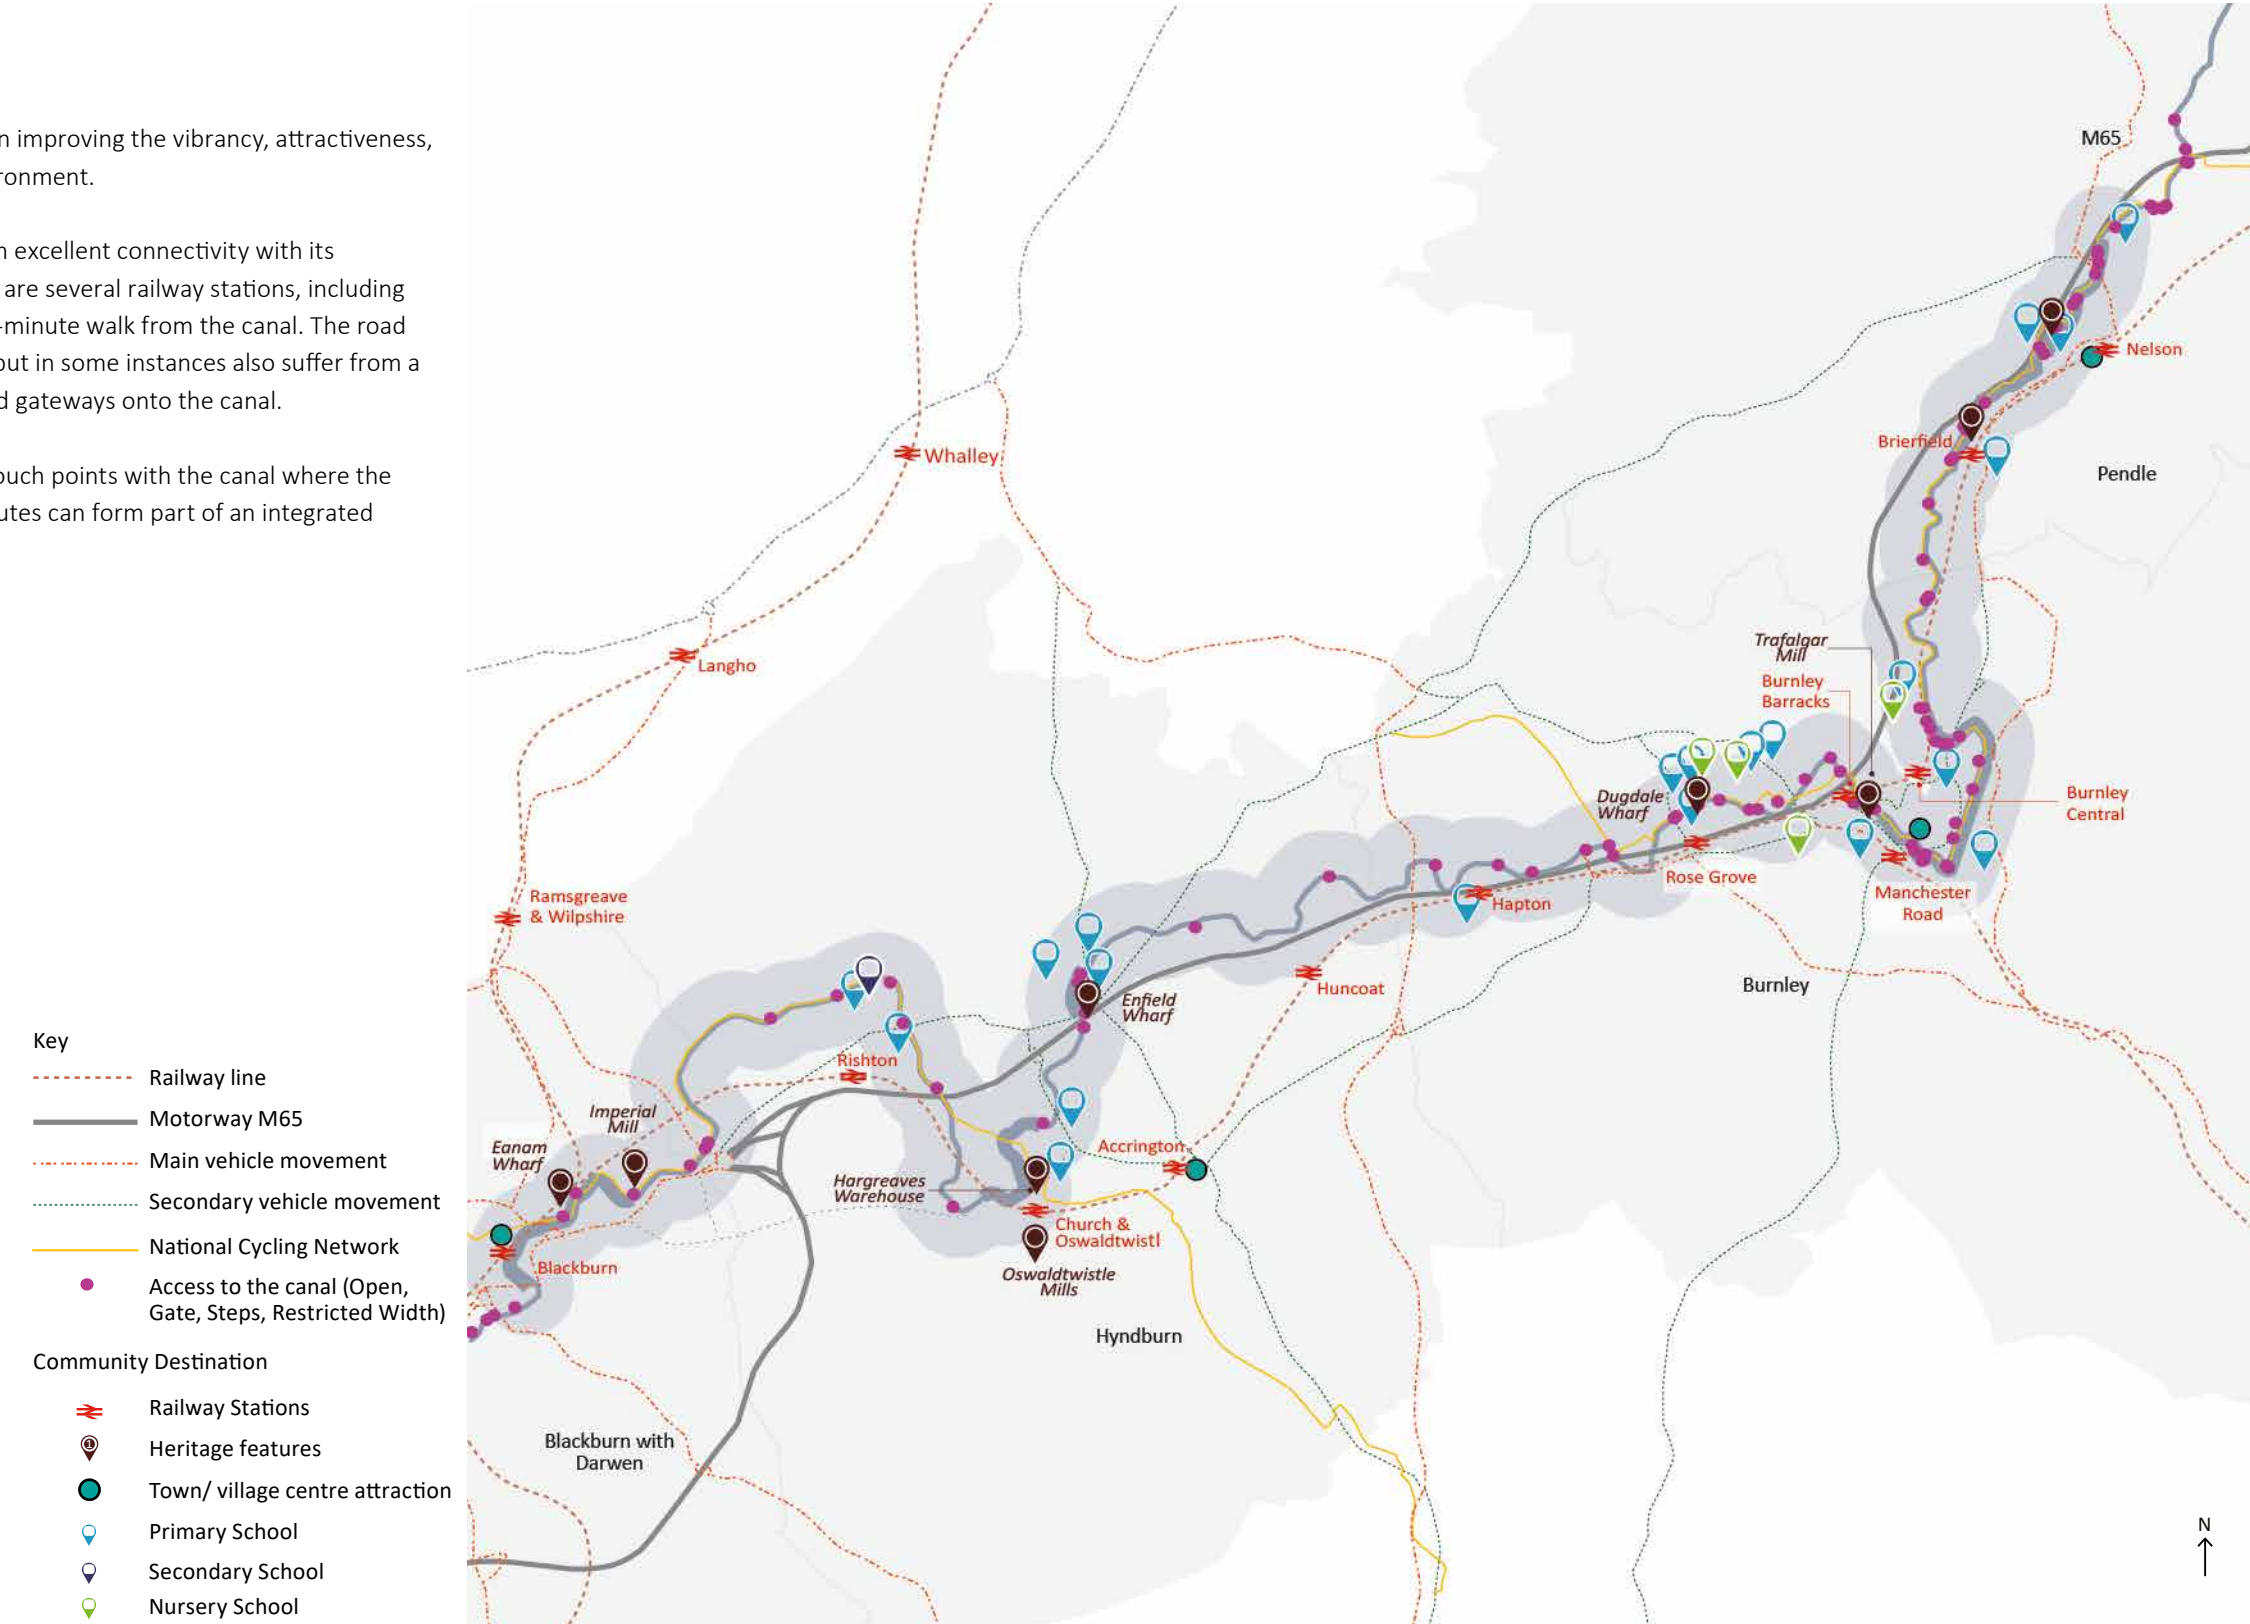 n improving the vibrancy, attractiveness,
ronment.
n excellent connectivity with its
are several railway stations, including
-minute walk from the canal. The road
but in some instances also suffer from a
d gateways onto the canal.
ouch points with the canal where the
utes can form part of an integrated
M65
Nelson
Brierfield
Pendle
Whalley
Trafalgar
Mill
Langho
Burnley
Barracks
Dugdale
Wharf
Burnley
Central
Rose Grove
Ramsgreave
& Wilpshire
Hapton
Manchester
Road
Huncoat
Burnley
Enfield
Wharf
Rishton
Imperial
Mill
Eanam
Wharf
Accrington
Hargreaves
Warehouse
Church &
Oswaldtwistl
Blackburn
Oswaldtwistle
Mills
Hyndburn
Blackburn with
Darwen
N
Key
Railway line
Motorway M65
Main vehicle movement
Secondary vehicle movement
National Cycling Network
Access to the canal (Open,
Gate, Steps, Restricted Width)
Community Destination
Railway Stations
1
Heritage features
Town/ village centre attraction
Primary School
Secondary School
Nursery School